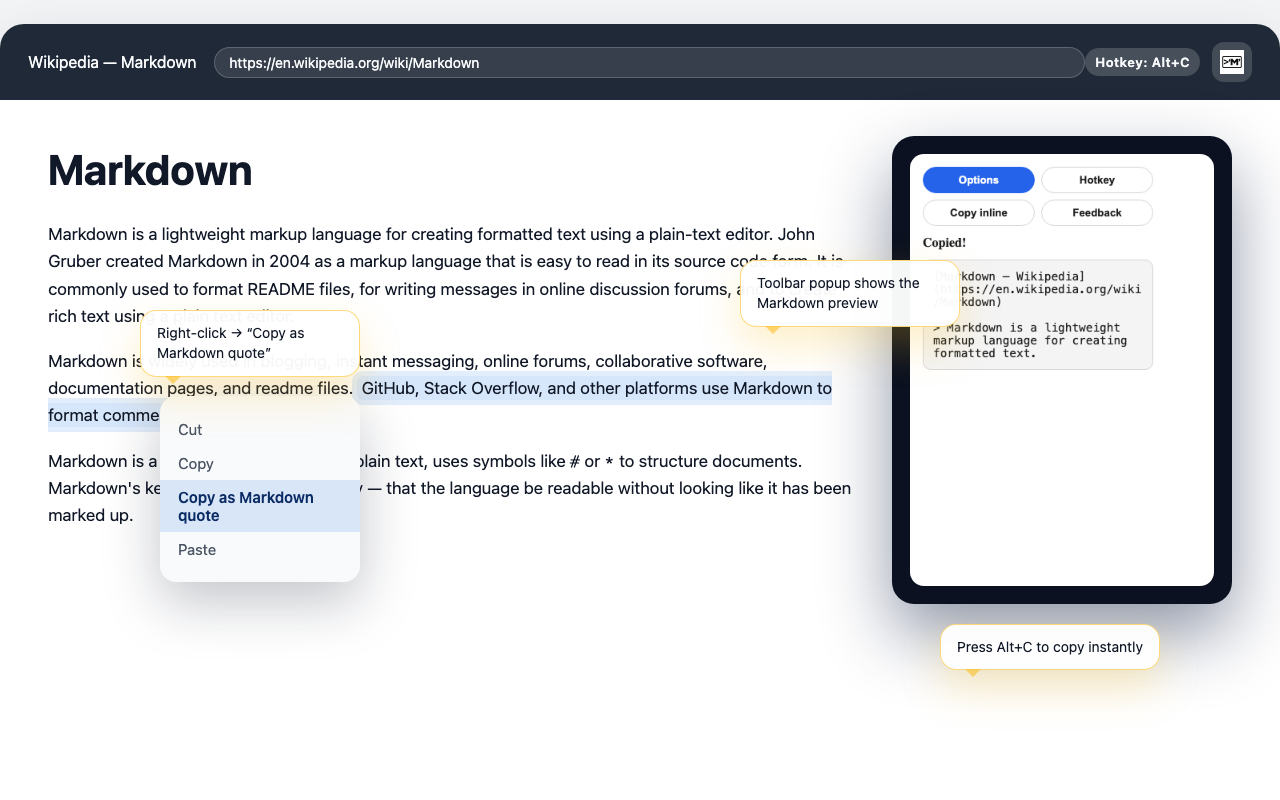 Wikipedia — Markdown
https://en.wikipedia.org/wiki/Markdown
Hotkey: Alt+C
>'M'
Markdown
Markdown is a lightweight markup language for creating formatted text using a plain-text editor. John
Gruber created Markdown in 2004 as a markup language that is easy to read in its source code form. It is
commonly used to format README files, for writing messages in online discussion forums,
rich text using a plain text editor.
Markdown is widely used in blogging, instant messaging, online forums, collaborative software,
documentation pages, and readme files. GitHub, Stack Overflow, and other platforms use Markdown to
format comme
Markdown is a plain text, uses symbols like # or * to structure documents.
Markdown's — that the language be readable without looking like it has been
marked up.
Right-click → “Copy as
Markdown quote”
Cut
Copy
Copy as Markdown
quote
Paste
Toolbar popup shows the
Markdown preview
Options
Hotkey
Copy inline
Feedback
Copied!
[Markdown — Wikipedia]
(https://en.wikipedia.org/wiki
/Markdown)
> Markdown is a lightweight
markup language for creating
formatted text.
Press Alt+C to copy instantly